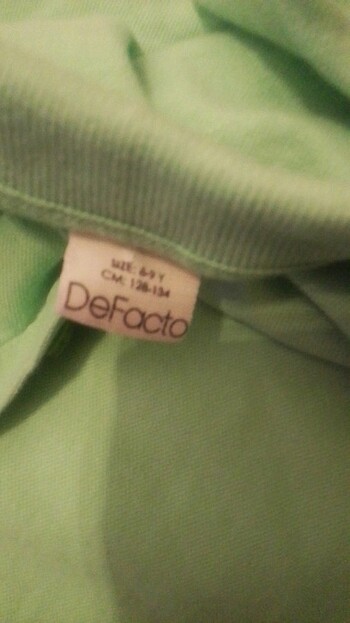 SIZE: 8-9 Y
CM: 128-134
DeFacto